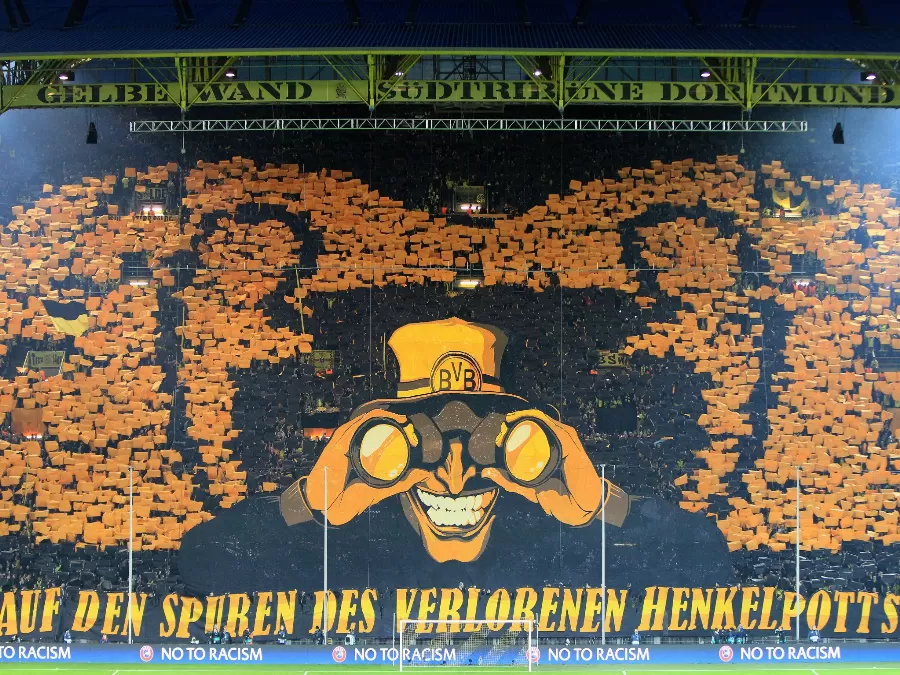 GELBE WAND SÜDTRIBÜNE DORTMUND
BVB
AUF DEN SPUREN DES VERLORENEN HENKELPOTTS
NO TO RACISM NO TO RACISM NO TO RACISM NO TO RACISM NO TO RACISM